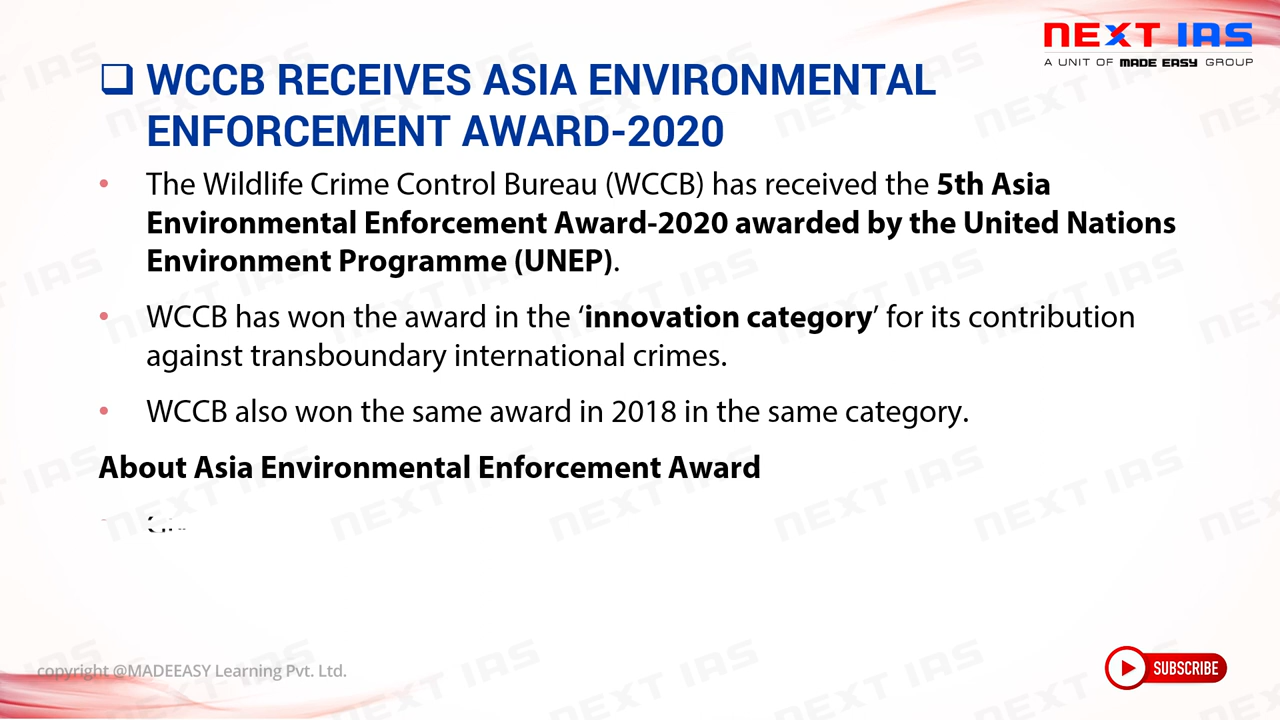 NEXT IAS
A UNIT OF MADE EASY GROUP
❑ WCCB RECEIVES ASIA ENVIRONMENTAL
ENFORCEMENT AWARD-2020
• The Wildlife Crime Control Bureau (WCCB) has received the 5th Asia
Environmental Enforcement Award-2020 awarded by the United Nations
Environment Programme (UNEP).
• WCCB has won the award in the ‘innovation category’ for its contribution
against transboundary international crimes.
• WCCB also won the same award in 2018 in the same category.
About Asia Environmental Enforcement Award
copyright @MADEEASY Learning Pvt. Ltd.
SUBSCRIBE